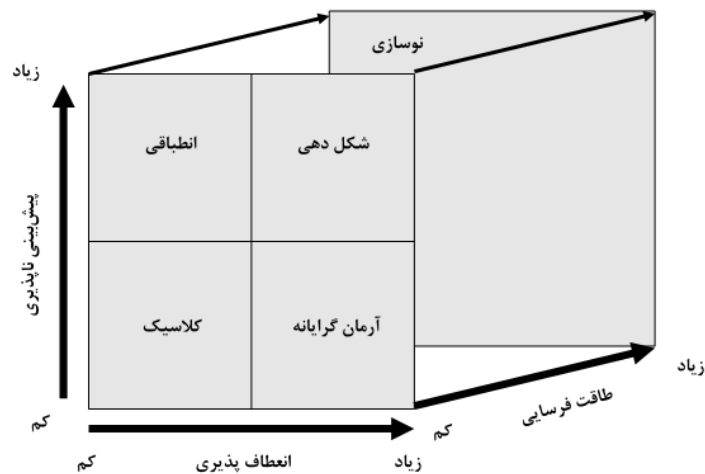 نوسازی
زیاد
انطباقی
شکل دهی
پیش‌بینی ناپذیری
کلاسیک
آرمان گرایانه
زیاد
طاقت فرسایی
کم
کم
کم
انعطاف پذیری
زیاد